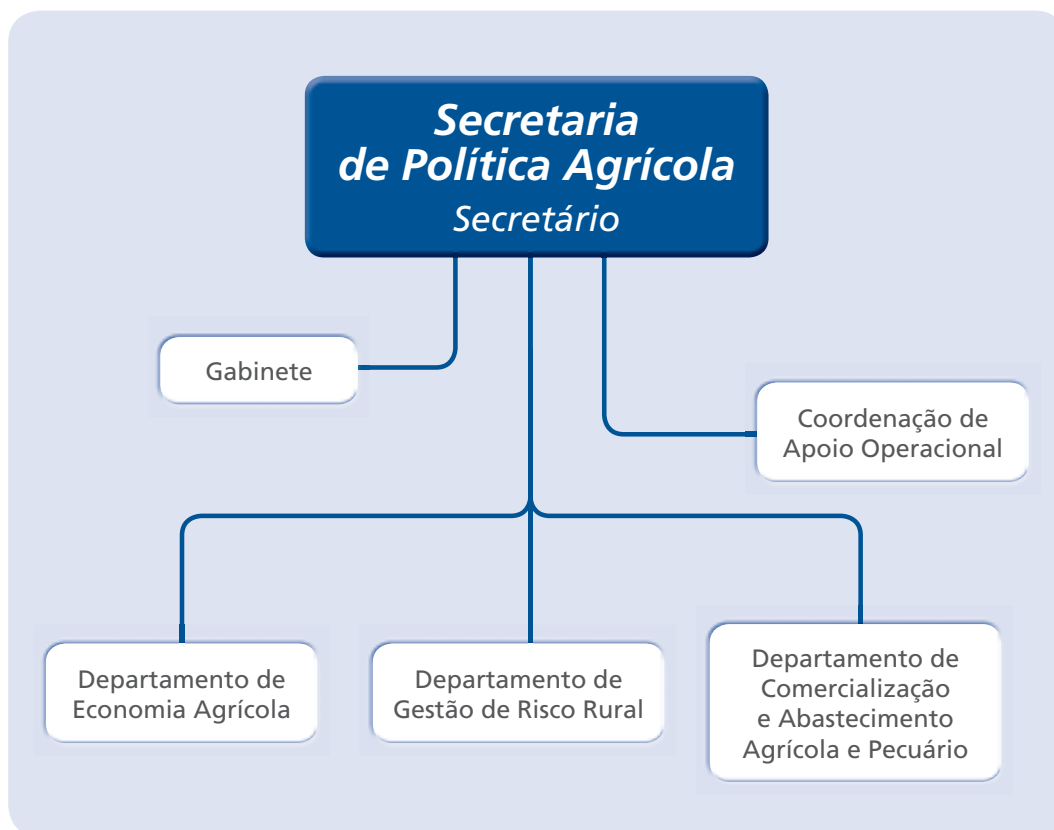 Secretaria
de Política Agrícola
Secretário
Gabinete
Coordenação de
Apoio Operacional
Departamento de
Economia Agrícola
Departamento de
Gestão de Risco Rural
Departamento de
Comercialização
e Abastecimento
Agrícola e Pecuário